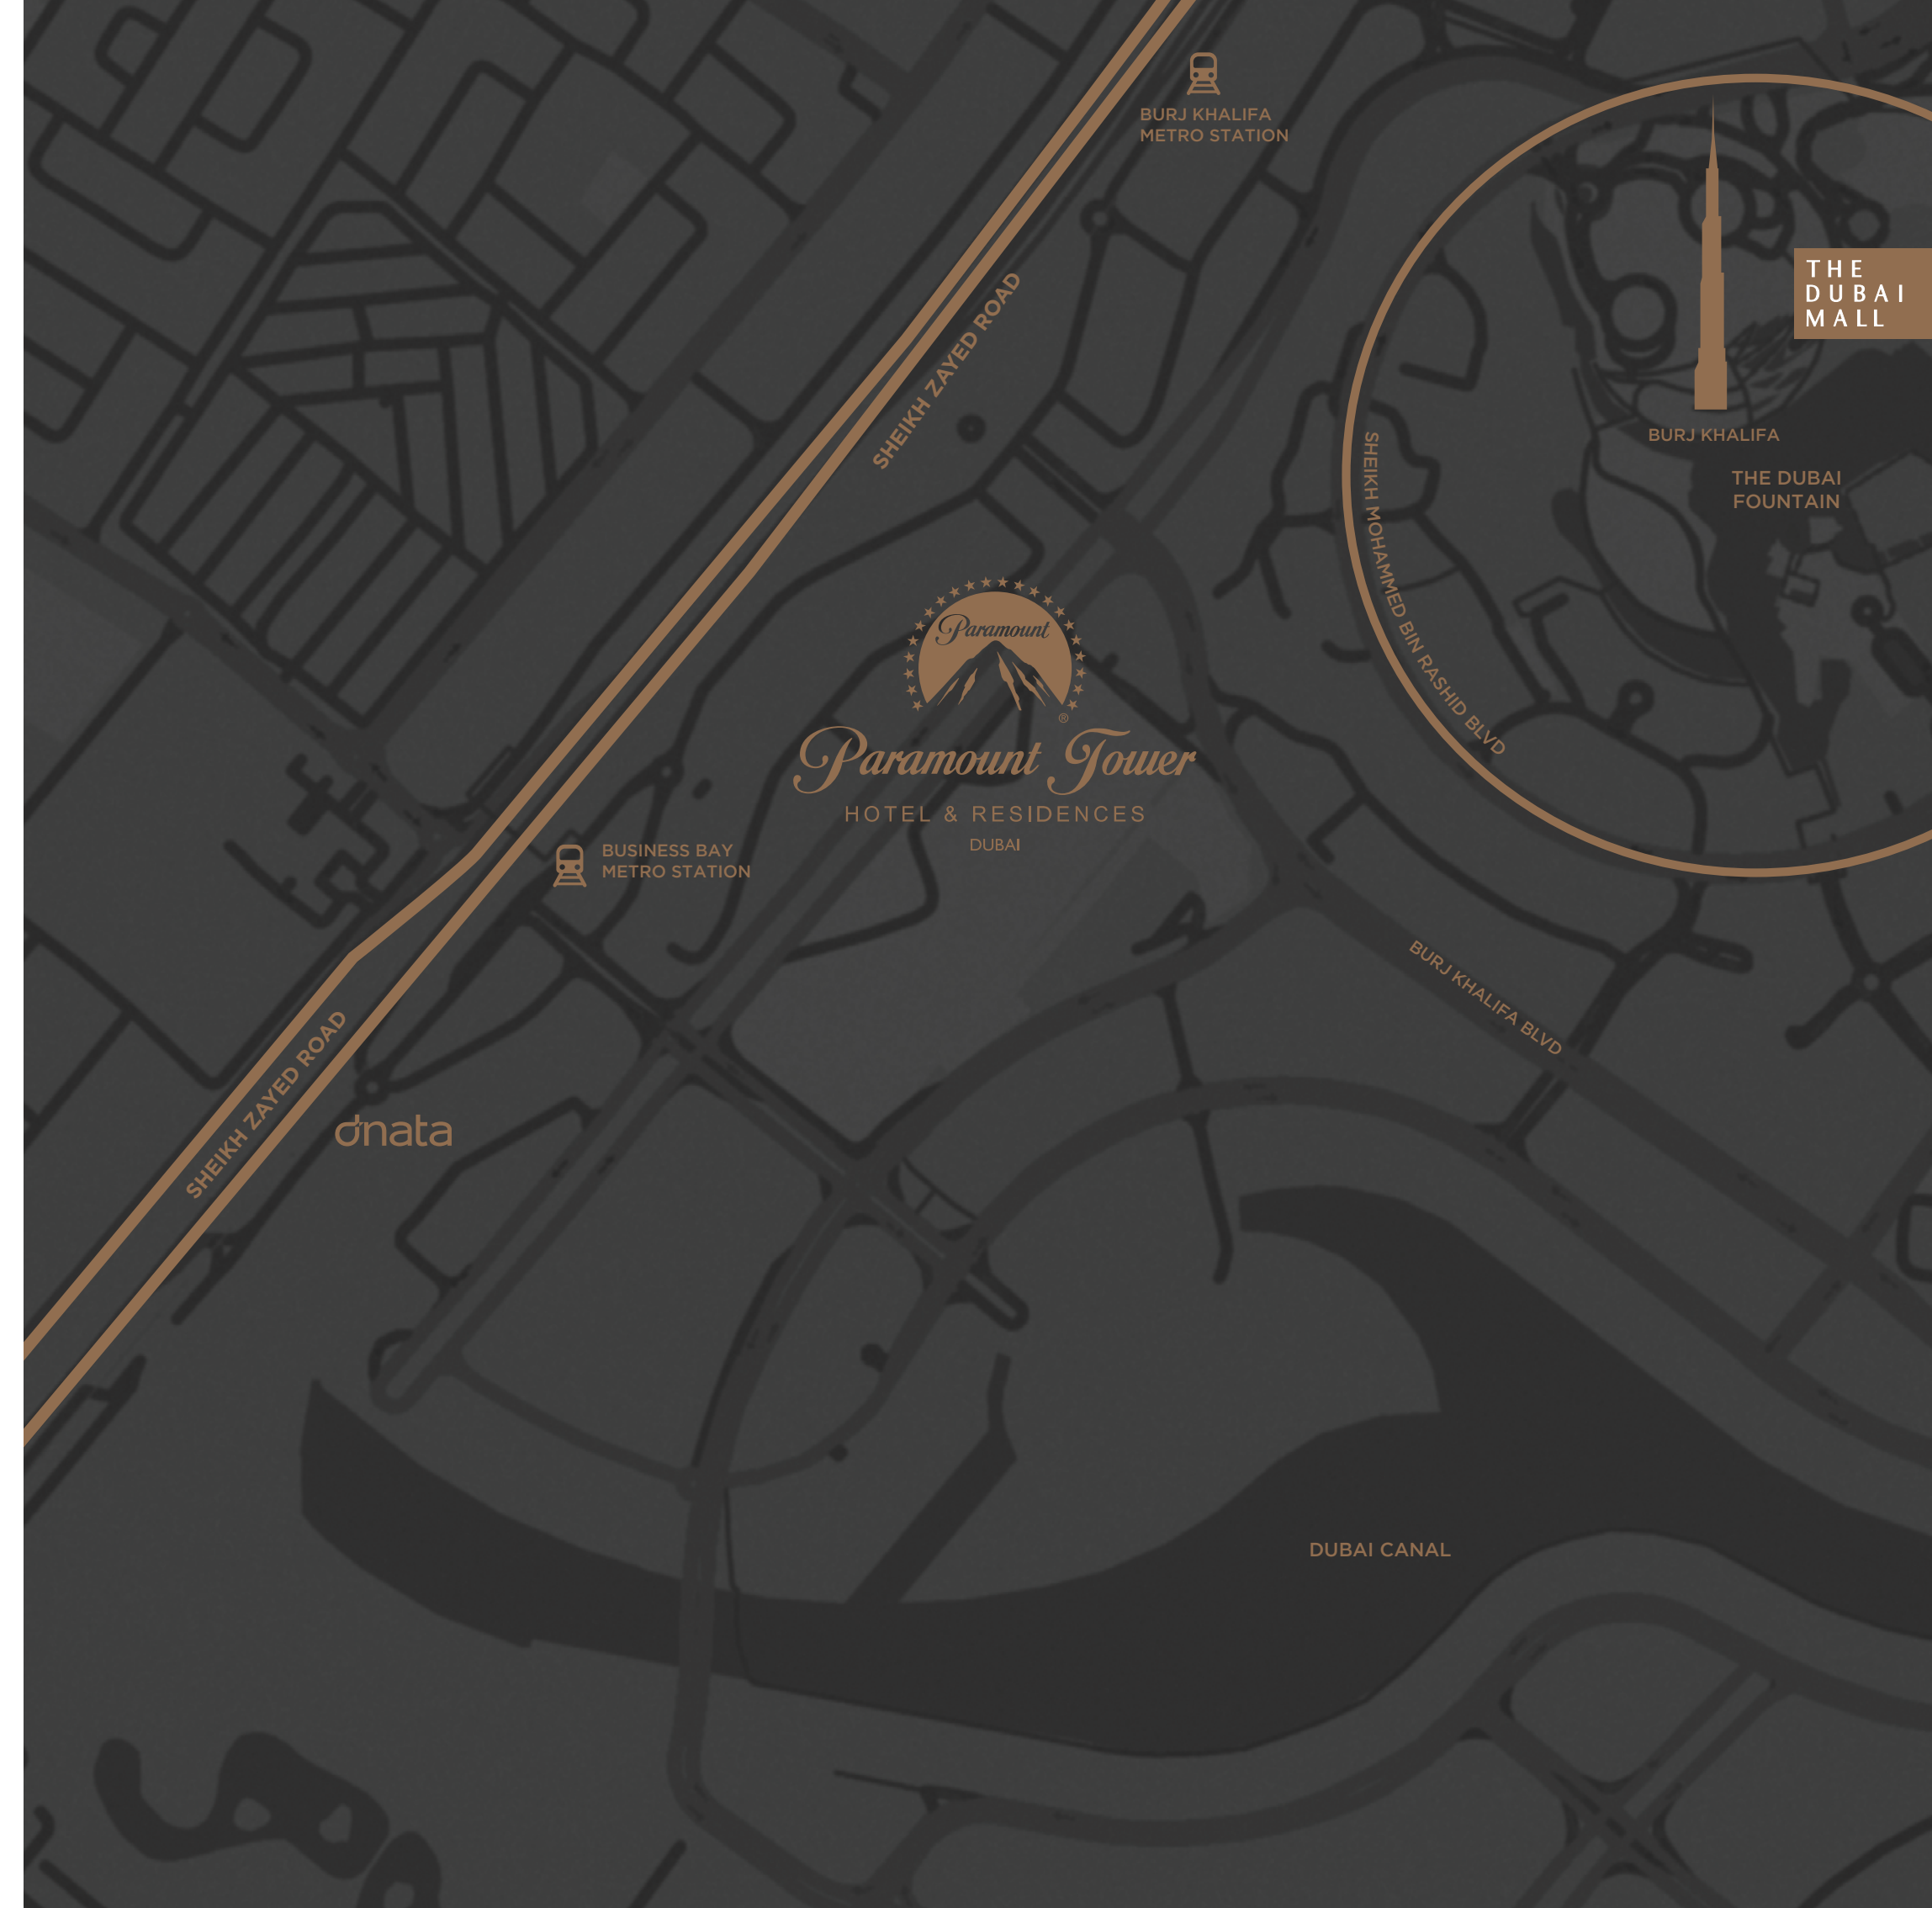 BURJ KHALIFA
METRO STATION
THE
DUBAI
MALL
SHEIKH ZAYED ROAD
BURJ KHALIFA
THE DUBAI
FOUNTAIN
SHEIKH MOHAMMED BIN RASHID BLVD
Paramount
®
Paramount Tower
HOTEL & RESIDENCES
DUBAI
BUSINESS BAY
METRO STATION
BURJ KHALIFA BLVD
SHEIKH ZAYED ROAD
dnata
DUBAI CANAL